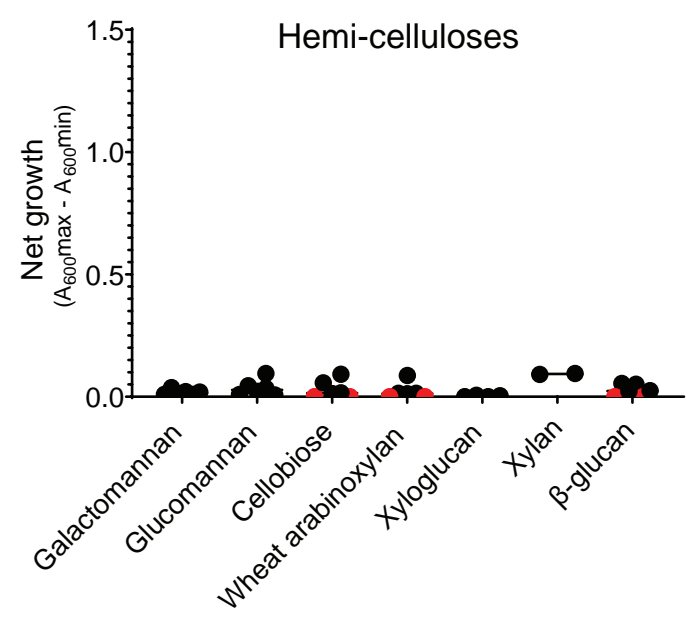 Hemi-celluloses
Net growth
(A600max - A600min)
1.5
1.0
0.5
0.0
Galactomannan
Glucomannan
Cellobiose
Wheat arabinoxylan
Xyloglucan
Xylan
β-glucan